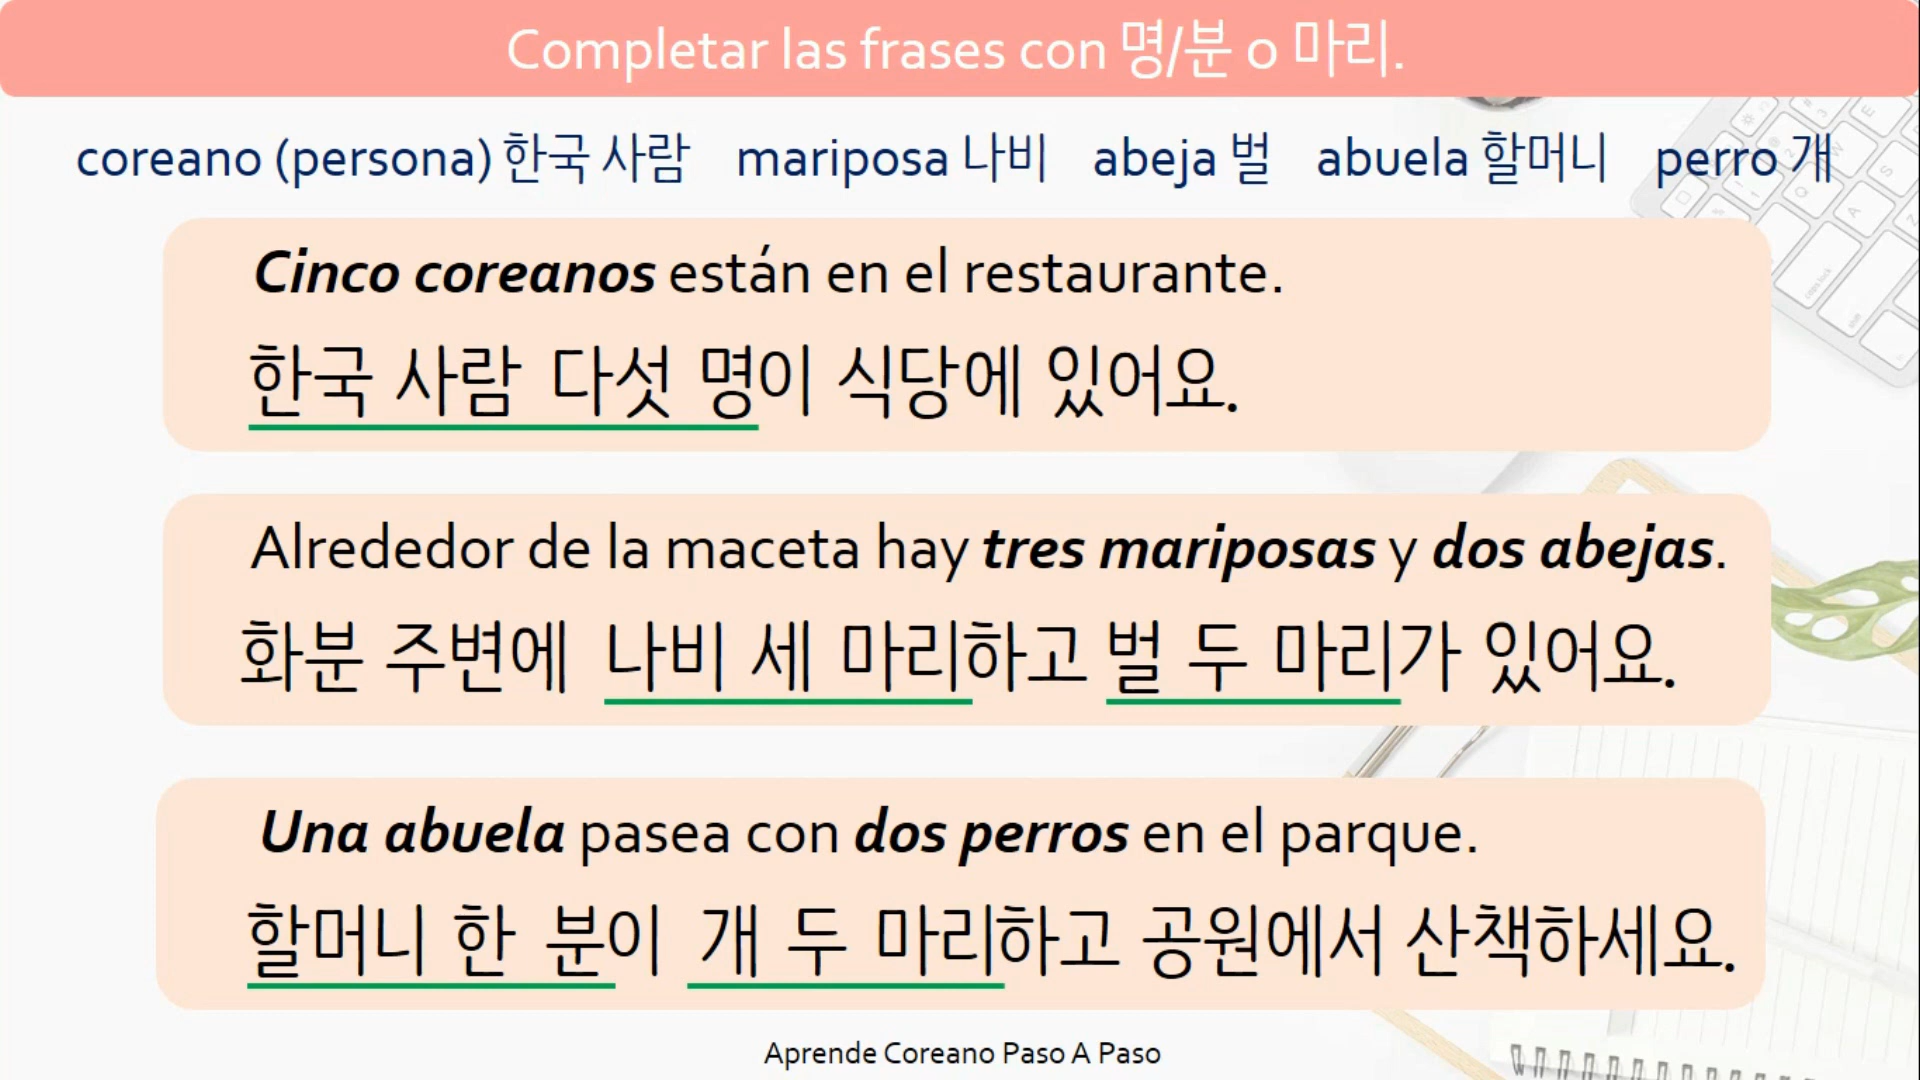 Completar las frases con 명/분 o 마리.
coreano (persona) 한국 사람 mariposa 나비 abeja 벌 abuela 할머니 perro 개
Cinco coreanos están en el restaurante.
한국 사람 다섯 명이 식당에 있어요.
Alrededor de la maceta hay tres mariposas y dos abejas.
화분 주변에 나비 세 마리하고 벌 두 마리가 있어요.
Una abuela pasea con dos perros en el parque.
할머니 한 분이 개 두 마리하고 공원에서 산책하세요.
Aprende Coreano Paso A Paso